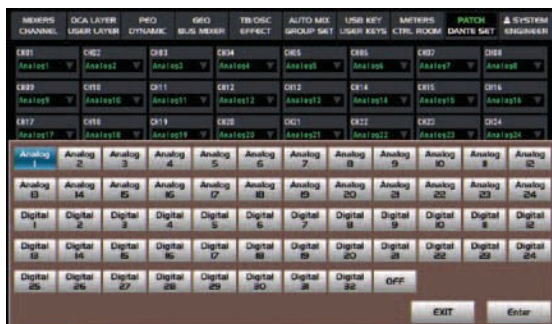 MIXERS DCA LAYER PEQ GEQ TB/OSC AUTO MIX USB KEY METERS PATCH SYSTEM
CHANNEL USER LAYER DYNAMIC BUS MIXER EFFECT GROUP SET USER KEYS CTRL ROOM DANTE SET ENGINEER
CH01 CH02 CH03 CH04 CH05 CH06 CH07 CH08
Analog1 Analog2 Analog3 Analog4 Analog5 Analog6 Analog7 Analog8
CH09 CH10 CH11 CH12 CH13 CH14 CH15 CH16
Analog9 Analog10 Analog11 Analog12 Analog13 Analog14 Analog15 Analog16
CH17 CH18 CH19 CH20 CH21 CH22 CH23 CH24
Analog17 Analog18 Analog19 Analog20 Analog21 Analog22 Analog23 Analog24
Analog Analog Analog Analog Analog Analog Analog Analog Analog Analog Analog Analog
1 2 3 4 5 6 7 8 9 10 11 12
Analog Analog Analog Analog Analog Analog Analog Analog Analog Analog Analog Analog
13 14 15 16 17 18 19 20 21 22 23 24
Digital Digital Digital Digital Digital Digital Digital Digital Digital Digital Digital Digital
1 2 3 4 5 6 7 8 9 10 11 12
Digital Digital Digital Digital Digital Digital Digital Digital Digital Digital Digital Digital
13 14 15 16 17 18 19 20 21 22 23 24
Digital Digital Digital Digital Digital Digital Digital Digital OFF
25 26 27 28 29 30 31 32
EXIT Enter